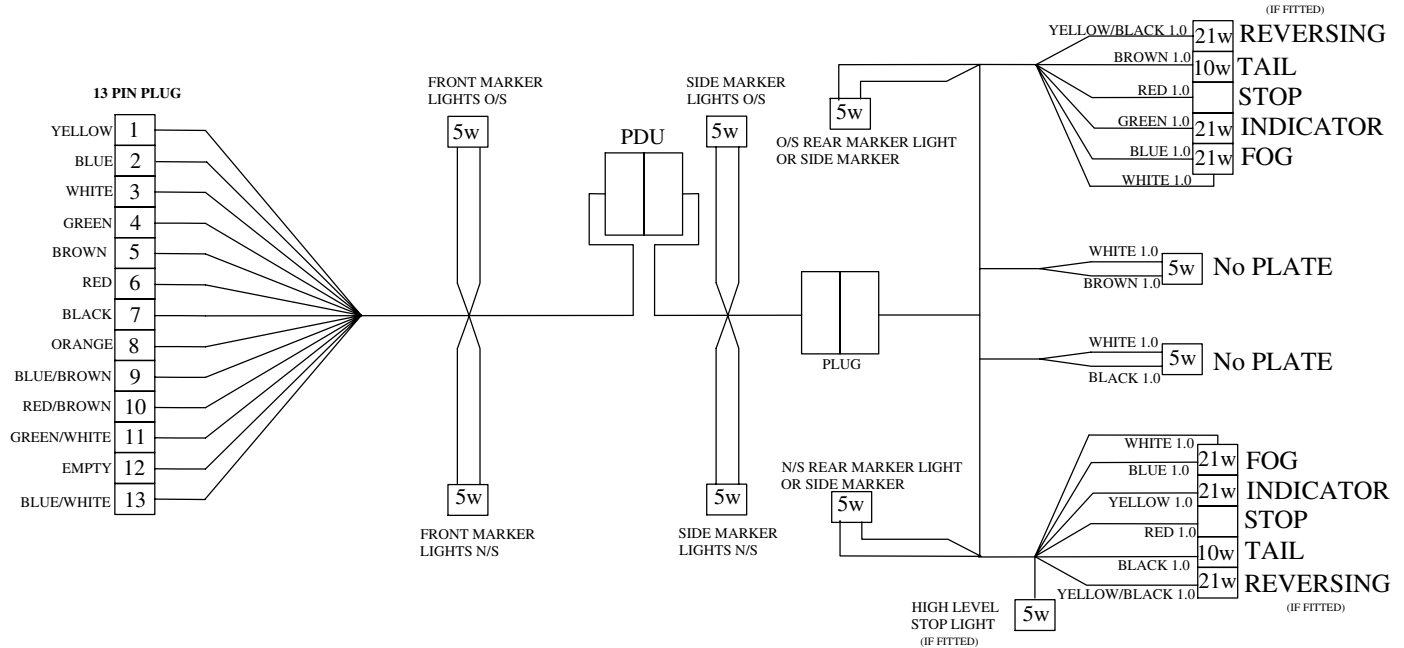 13 PIN PLUG
YELLOW 1
BLUE 2
WHITE 3
GREEN 4
BROWN 5
RED 6
BLACK 7
ORANGE 8
BLUE/BROWN 9
RED/BROWN 10
GREEN/WHITE 11
EMPTY 12
BLUE/WHITE 13
FRONT MARKER
LIGHTS O/S
5w
5w
FRONT MARKER
LIGHTS N/S
PDU
SIDE MARKER
LIGHTS O/S
5w
5w
SIDE MARKER
LIGHTS N/S
PLUG
5w
O/S REAR MARKER LIGHT
OR SIDE MARKER
(IF FITTED)
YELLOW/BLACK 1.0 21w REVERSING
BROWN 1.0 10w TAIL
RED 1.0 STOP
GREEN 1.0 21w INDICATOR
BLUE 1.0 21w FOG
WHITE 1.0
WHITE 1.0
5w No PLATE
BROWN 1.0
WHITE 1.0
5w No PLATE
BLACK 1.0
N/S REAR MARKER LIGHT
OR SIDE MARKER
5w
WHITE 1.0
BLUE 1.0 21w FOG
YELLOW 1.0 21w INDICATOR
RED 1.0 STOP
BLACK 1.0 10w TAIL
YELLOW/BLACK 1.0 21w REVERSING
(IF FITTED)
HIGH LEVEL
STOP LIGHT
(IF FITTED)
5w